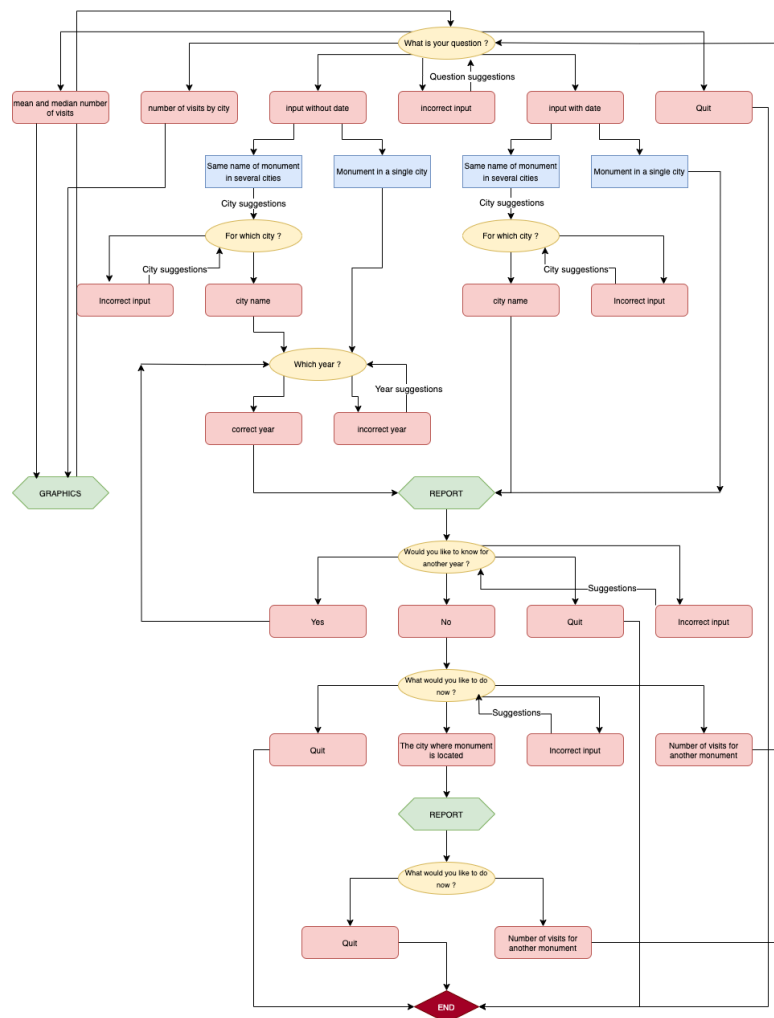 What is your question ?
Question suggestions
mean and median number
of visits
number of visits by city
input without date
incorrect input
input with date
Quit
Same name of monument
in several cities
Monument in a single city
Same name of monument
in several cities
Monument in a single city
City suggestions
City suggestions
For which city ?
For which city ?
City suggestions
City suggestions
Incorrect input
city name
city name
Incorrect input
Which year ?
Year suggestions
correct year
incorrect year
GRAPHICS
REPORT
Would you like to know for
another year ?
Suggestions
Yes
No
Quit
Incorrect input
What would you like to do
now ?
Suggestions
Quit
The city where monument
is located
Incorrect input
Number of visits for
another monument
REPORT
What would you like to do
now ?
Quit
Number of visits for
another monument
END